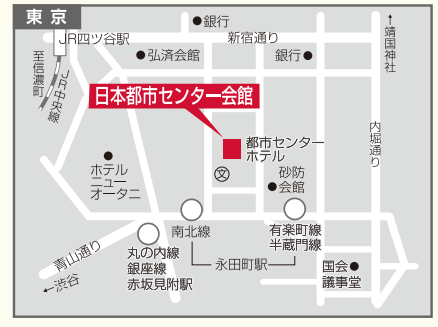 東京
銀行
JR四ツ谷駅
新宿通り
↑靖国神社
至信濃町
弘済会館
銀行
JR中央線
日本都市センター会館
都市センター
ホテル
内堀通り
ホテル
ニュー
オータニ
文
砂防
会館
南北線
有楽町線
半蔵門線
青山通り
丸の内線
銀座線
赤坂見附駅
永田町駅
国会
議事堂
←渋谷